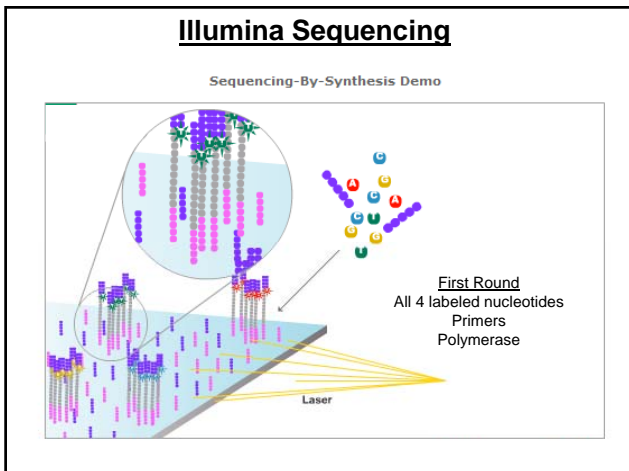 Illumina Sequencing
Sequencing-By-Synthesis Demo
C
G
A
A
C
C
U
G
G
U
First Round
All 4 labeled nucleotides
Primers
Polymerase
Laser